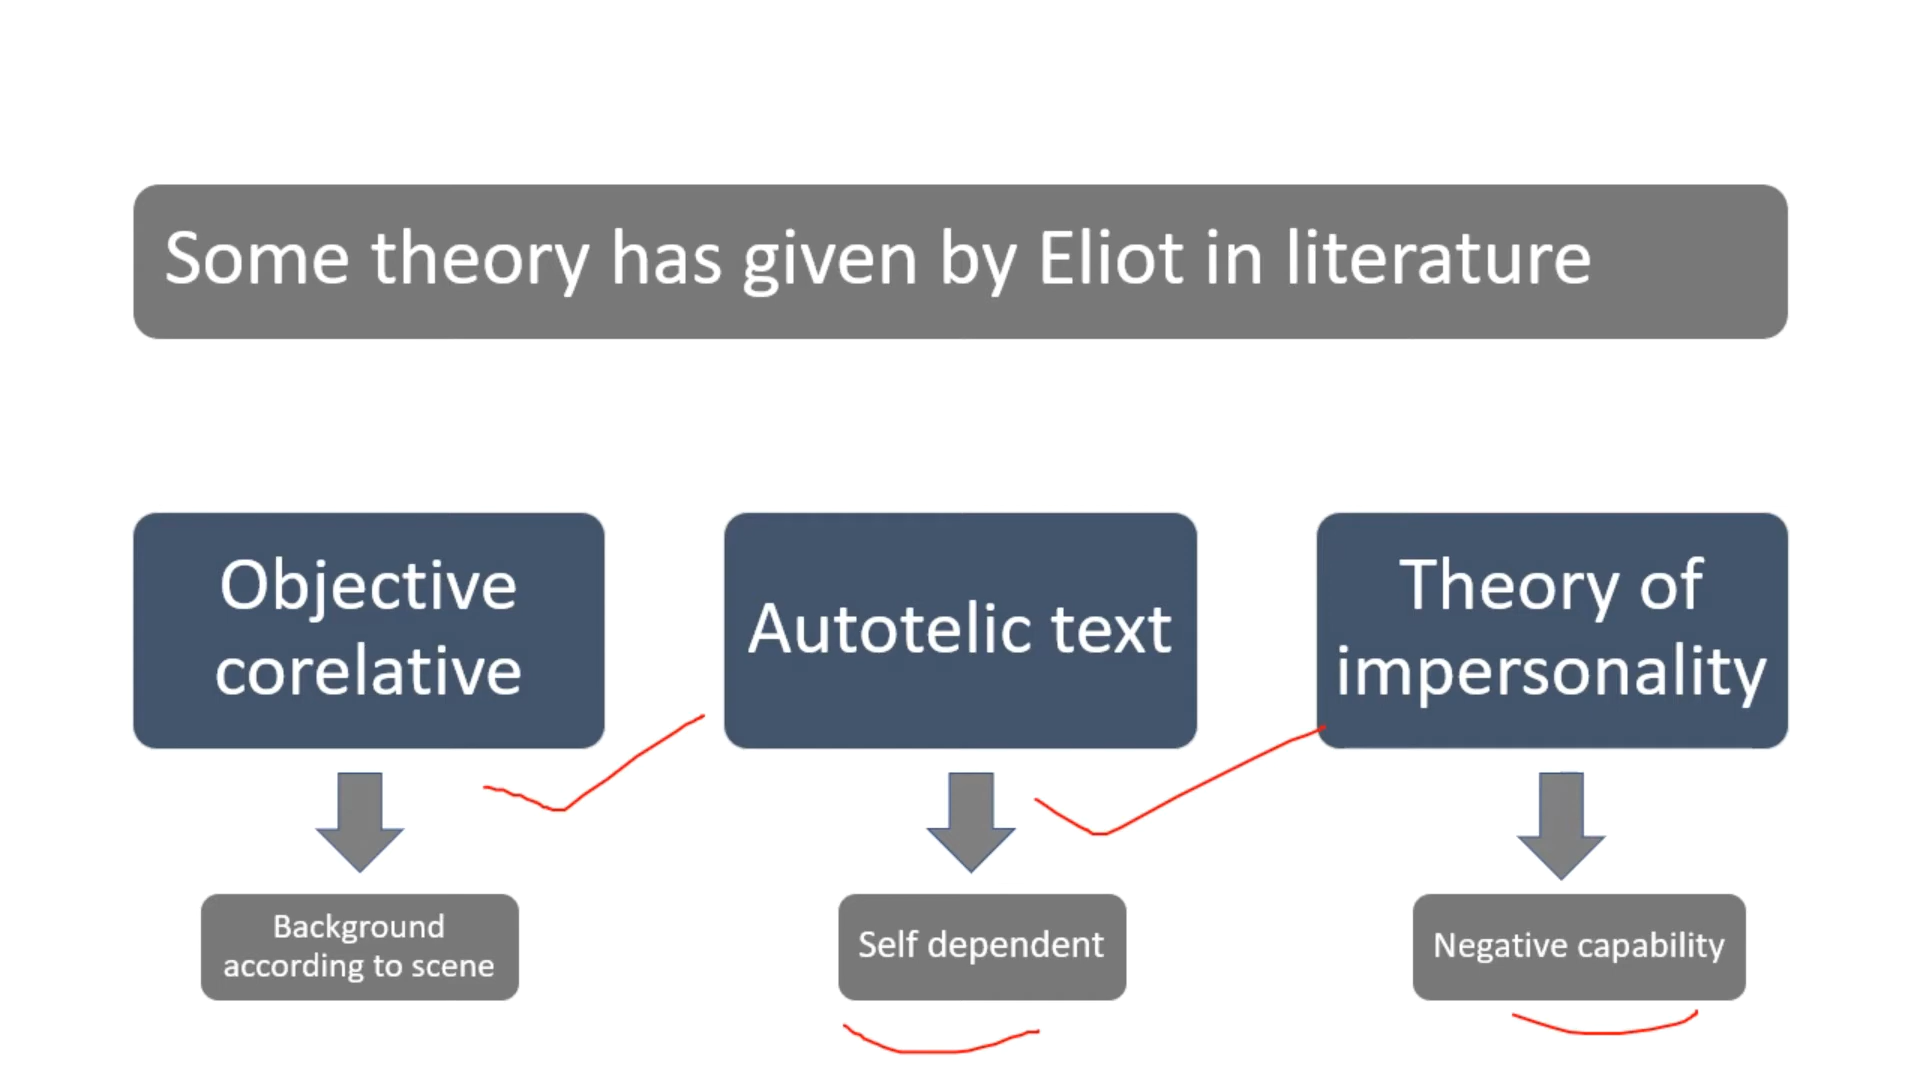 Some theory has given by Eliot in literature
Objective
corelative
Autotelic text
Theory of
impersonality
Background
according to scene
Self dependent
Negative capability